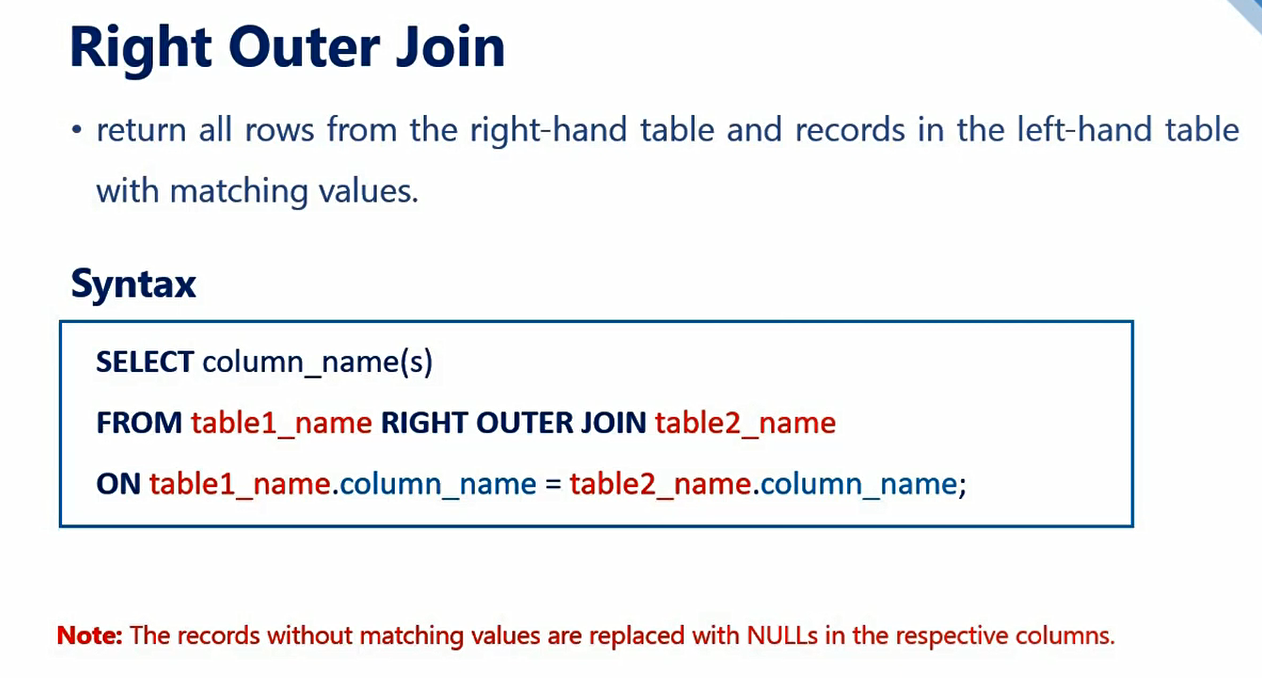 Right Outer Join
• return all rows from the right-hand table and records in the left-hand table
with matching values.
Syntax
SELECT column_name(s)
FROM table1_name RIGHT OUTER JOIN table2_name
ON table1_name.column_name = table2_name.column_name;
Note: The records without matching values are replaced with NULLs in the respective columns.